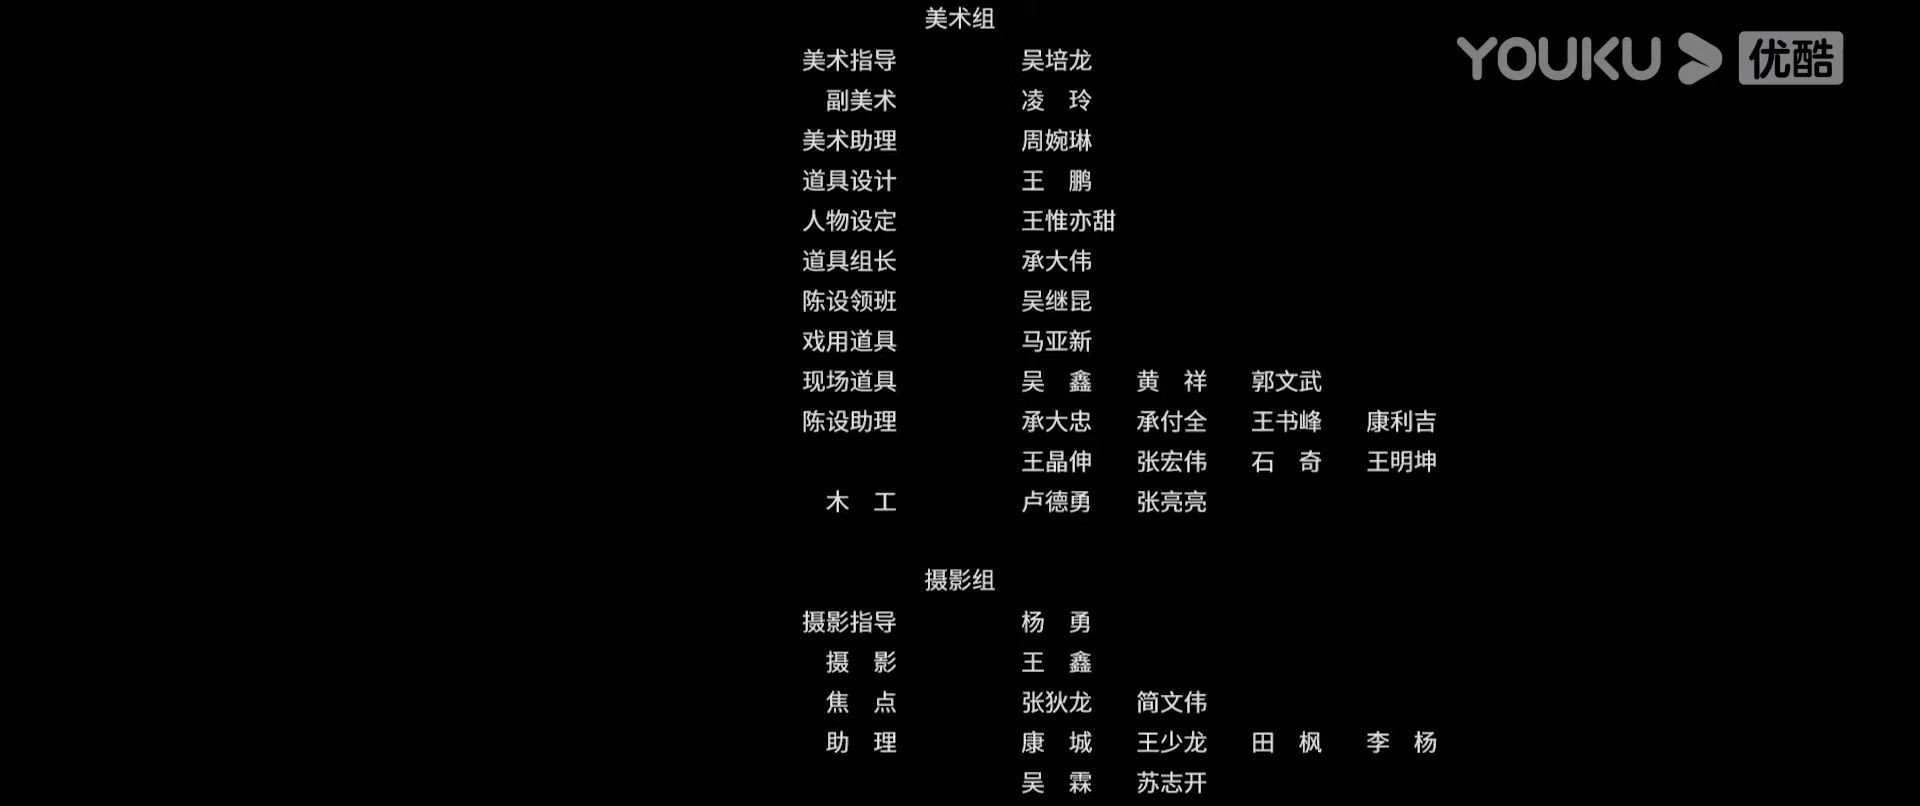 美术组
YOUKU 优酷
美术指导 吴培龙
副美术 凌 玲
美术助理 周婉琳
道具设计 王 鹏
人物设定 王惟亦甜
道具组长 承大伟
陈设领班 吴继昆
戏用道具 马亚新
现场道具 吴 鑫 黄 祥 郭文武
陈设助理 承大忠 承付全 王书峰 康利吉
王晶伸 张宏伟 石 奇 王明坤
木 工 卢德勇 张亮亮
摄影组
摄影指导 杨 勇
摄 影 王 鑫
焦 点 张狄龙 简文伟
助 理 康 城 王少龙 田 枫 李 杨
吴 霖 苏志开